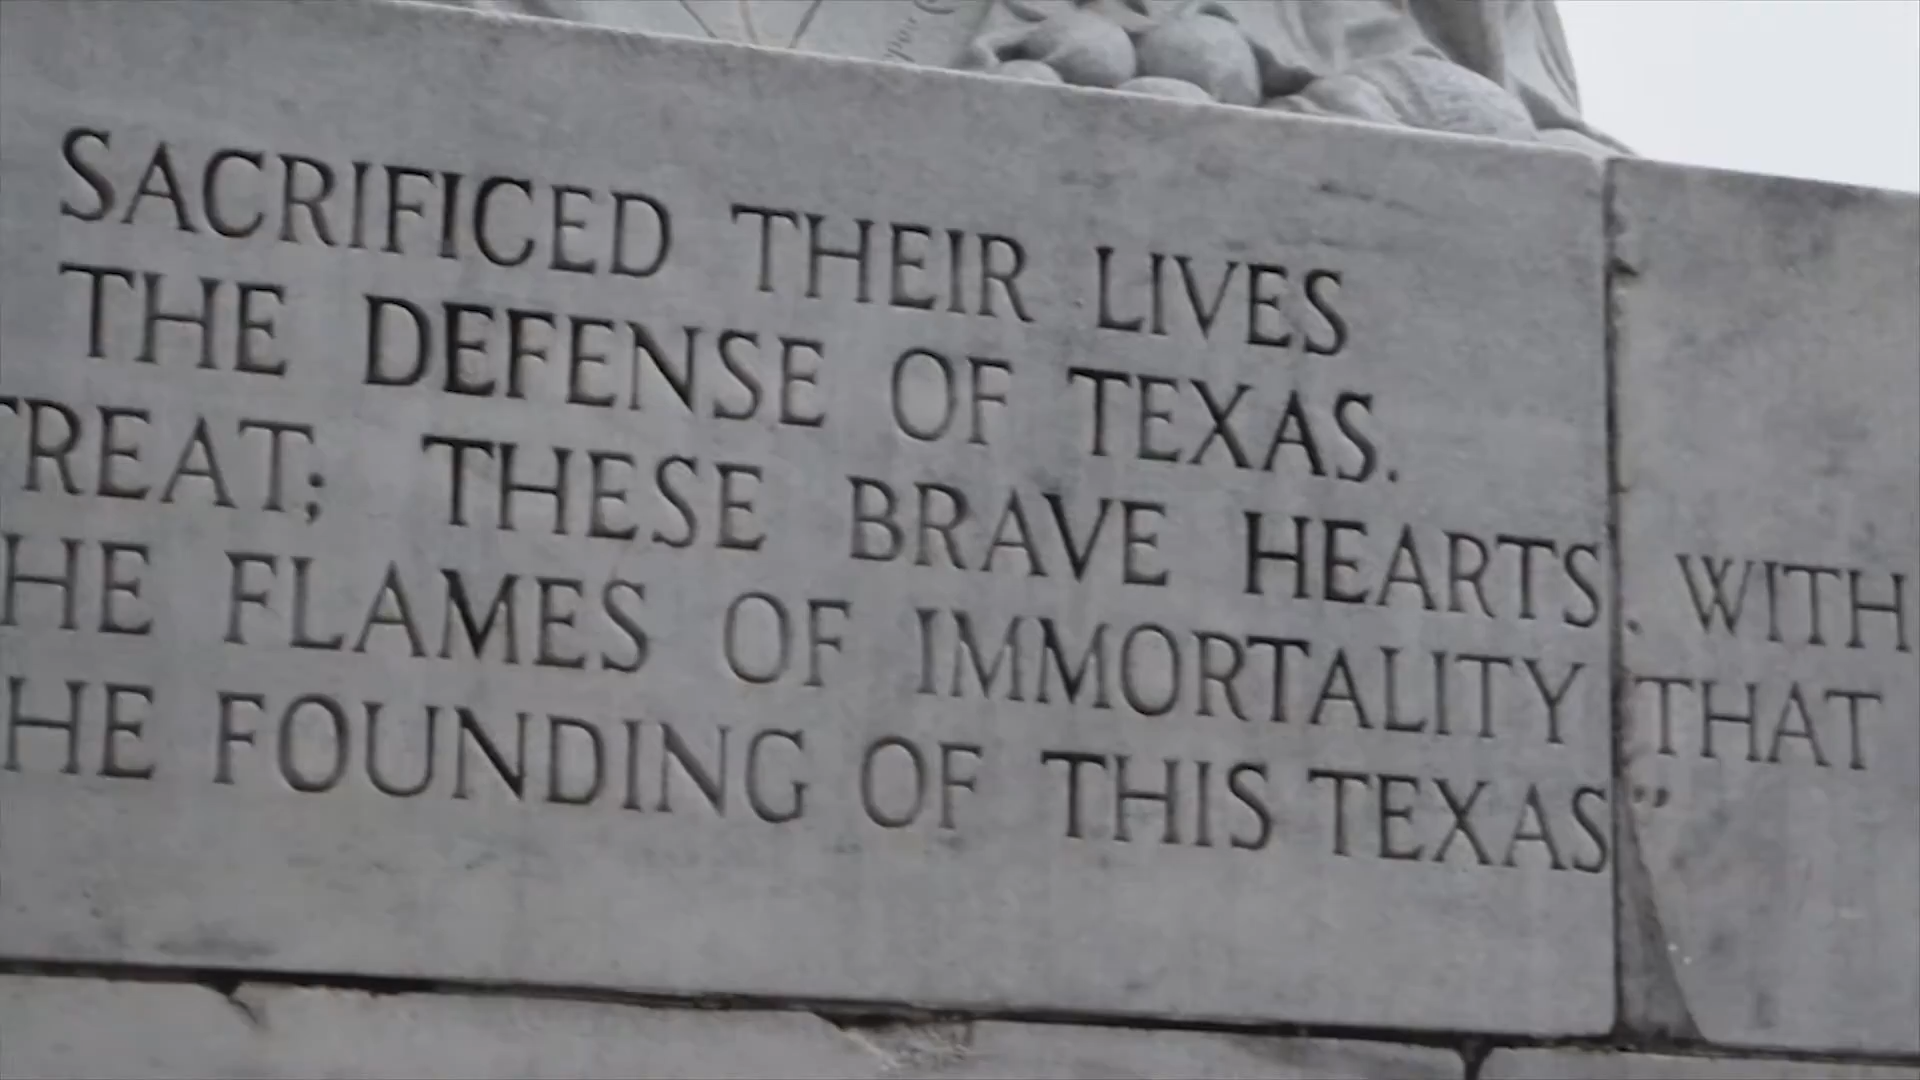 SACRIFICED THEIR LIVES
THE DEFENSE OF TEXAS.
TREAT; THESE BRAVE HEARTS, WITH
HE FLAMES OF IMMORTALITY THAT
HE FOUNDING OF THIS TEXAS”